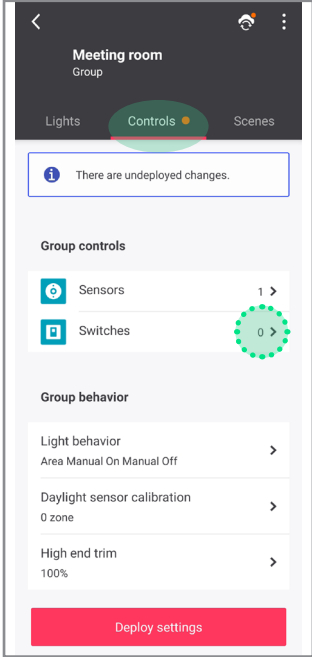 Meeting room
Group
Lights Controls Scenes
There are undeployed changes.
Group controls
Sensors 1
Switches 0
Group behavior
Light behavior
Area Manual On Manual Off
Daylight sensor calibration
0 zone
High end trim
100%
Deploy settings